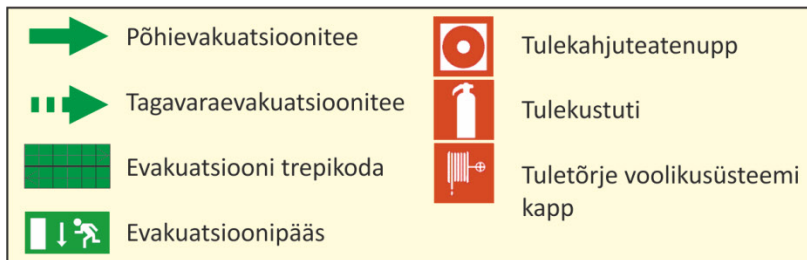 Põhievakuatsioonitee
Tagavaraevakuatsioonitee
Evakuatsiooni trepikoda
Evakuatsioonipääs
Tulekahjuteatenupp
Tulekustuti
Tuletõrje voolikusüsteemi
kapp